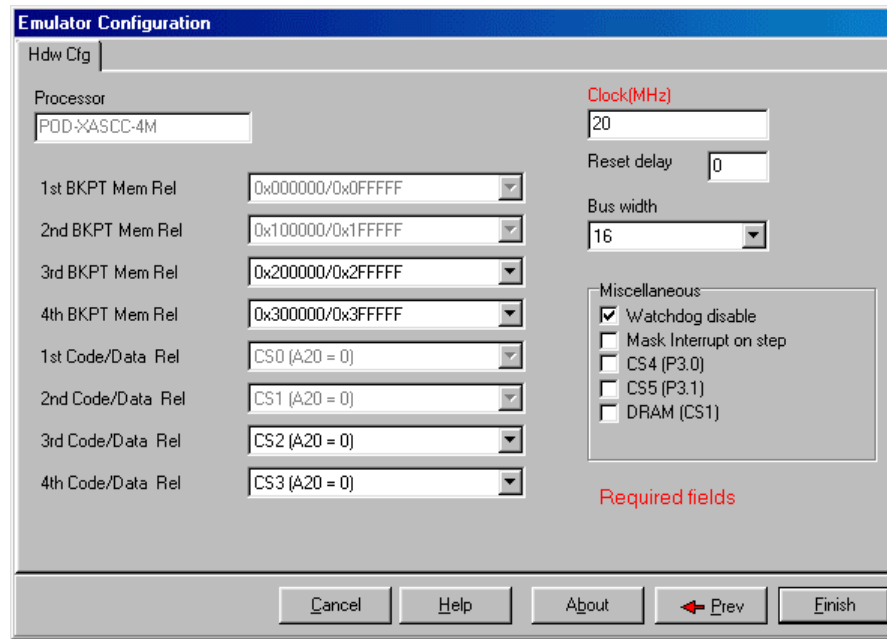 Emulator Configuration
Hdw Cfg
Processor
POD-XASCC-4M
1st BKPT Mem Rel 0x000000/0x0FFFFF
2nd BKPT Mem Rel 0x100000/0x1FFFFF
3rd BKPT Mem Rel 0x200000/0x2FFFFF
4th BKPT Mem Rel 0x300000/0x3FFFFF
1st Code/Data Rel CS0 (A20 = 0)
2nd Code/Data Rel CS1 (A20 = 0)
3rd Code/Data Rel CS2 (A20 = 0)
4th Code/Data Rel CS3 (A20 = 0)
Clock(MHz)
20
Reset delay 0
Bus width
16
Miscellaneous
Watchdog disable
Mask Interrupt on step
CS4 (P3.0)
CS5 (P3.1)
DRAM (CS1)
Required fields
Cancel Help About Prev Finish